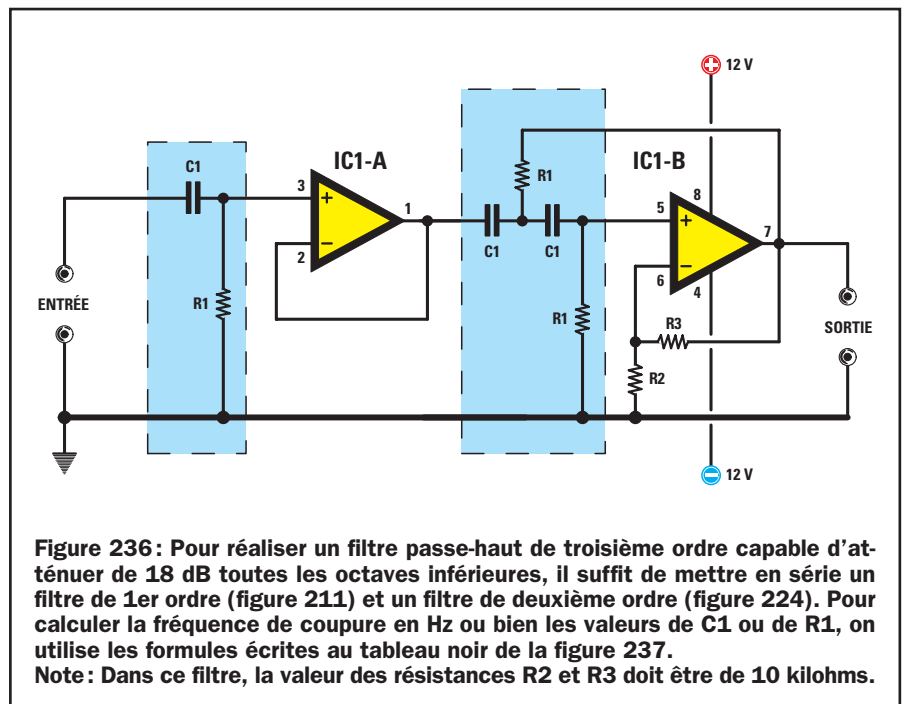 12 V
C1
IC1-A
R1
IC1-B
3
1
5
8
7
2
C1
C1
6
4
ENTRÉE
R1
R1
R3
SORTIE
R2
12 V
Figure 236: Pour réaliser un filtre passe-haut de troisième ordre capable d'at-
ténuer de 18 dB toutes les octaves inférieures, il suffit de mettre en série un
filtre de 1er ordre (figure 211) et un filtre de deuxième ordre (figure 224). Pour
calculer la fréquence de coupure en Hz ou bien les valeurs de C1 ou de R1, on
utilise les formules écrites au tableau noir de la figure 237.
Note: Dans ce filtre, la valeur des résistances R2 et R3 doit être de 10 kilohms.